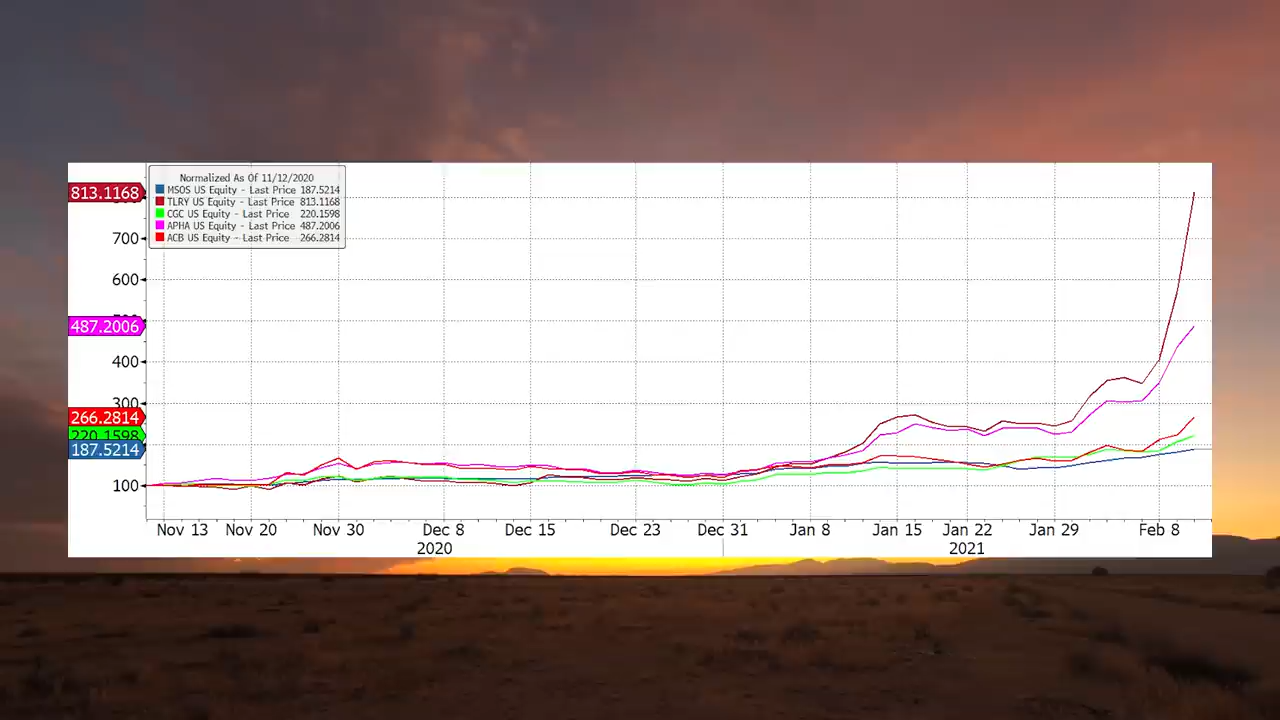 Normalized As Of 11/12/2020
MSOS US Equity - Last Price 187.5214
TLRY US Equity - Last Price 813.1168
CGC US Equity - Last Price 220.1598
APHA US Equity - Last Price 487.2006
ACB US Equity - Last Price 266.2814
813.1168
700
600
487.2006
400
300
266.2814
220.1598
187.5214
100
Nov 13 Nov 20 Nov 30 Dec 8 Dec 15 Dec 23 Dec 31 Jan 8 Jan 15 Jan 22 Jan 29 Feb 8
2020 2021